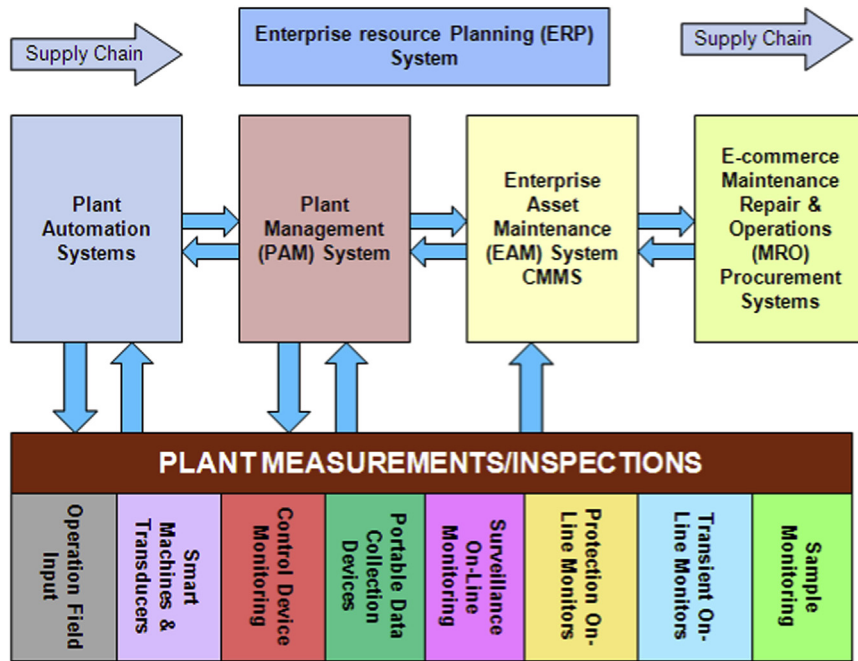 Supply Chain
Enterprise resource Planning (ERP)
System
Supply Chain
Plant
Automation
Systems
Plant
Management
(PAM) System
Enterprise
Asset
Maintenance
(EAM) System
CMMS
E-commerce
Maintenance
Repair &
Operations
(MRO)
Procurement
Systems
PLANT MEASUREMENTS/INSPECTIONS
Operation Field
Input
Smart
Machines &
Transducers
Control Device
Monitoring
Portable Data
Collection
Devices
Surveillance
On-Line
Monitoring
Protection On-
Line Monitors
Transient On-
Line Monitors
Sample
Monitoring